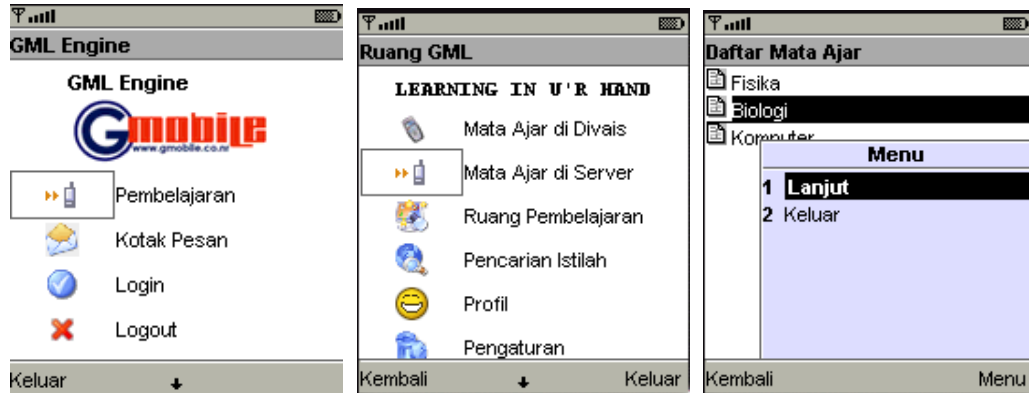 GML Engine
GML Engine
Gmobile
www.gmobile.co.nr
Pembelajaran
Kotak Pesan
Login
Logout
Keluar
Ruang GML
LEARNING IN U'R HAND
Mata Ajar di Divais
Mata Ajar di Server
Ruang Pembelajaran
Pencarian Istilah
Profil
Pengaturan
Kembali
Keluar
Daftar Mata Ajar
Fisika
Biologi
Komputer
Menu
1 Lanjut
2 Keluar
Kembali
Menu